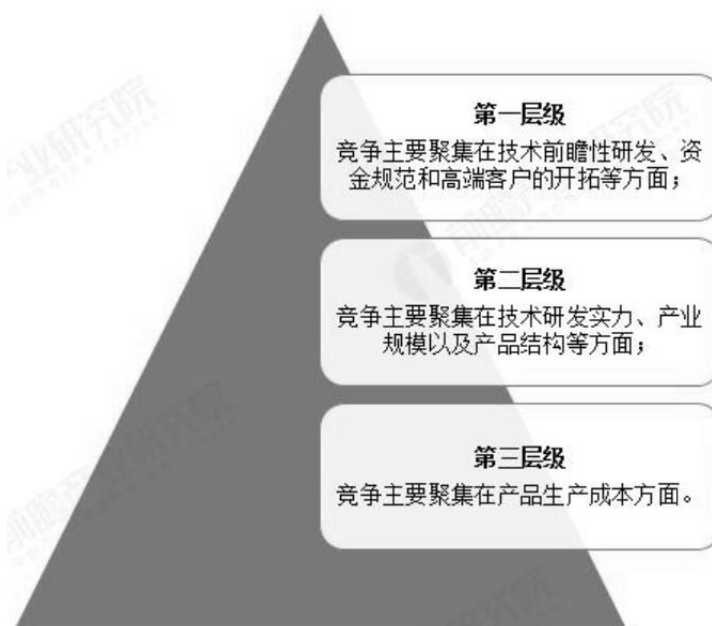 第一层级
竞争主要聚集在技术前瞻性研发、资
金规范和高端客户的开拓等方面；
第二层级
竞争主要聚集在技术研发实力、产业
规模以及产品结构等方面；
第三层级
竞争主要聚集在产品生产成本方面。